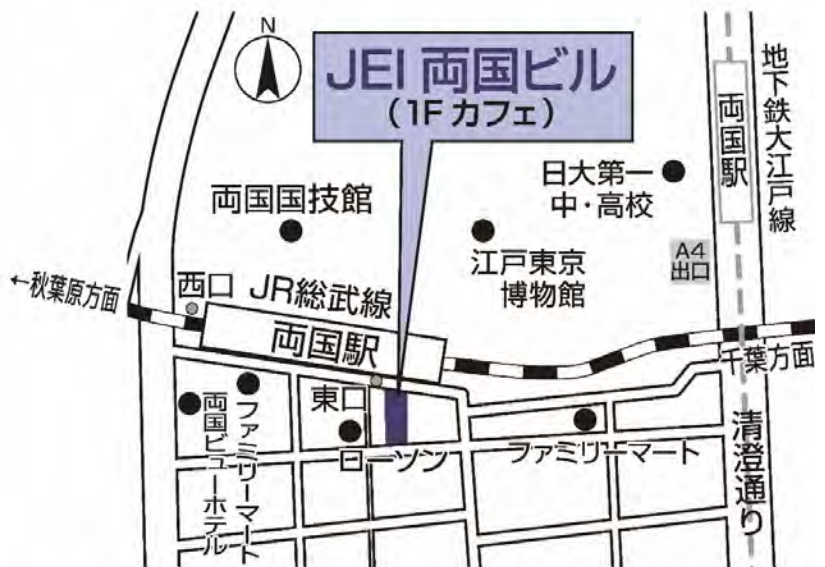 N
JEI 両国ビル
(1F カフェ)
地下鉄大江戸線
両国駅
日大第一
中・高校
両国国技館
江戸東京
博物館
A4
出口
←秋葉原方面
西口
JR総武線
両国駅
千葉方面
東口
両国ビューホテル
ファミリーマート
ローソン
ファミリーマート
清澄通り